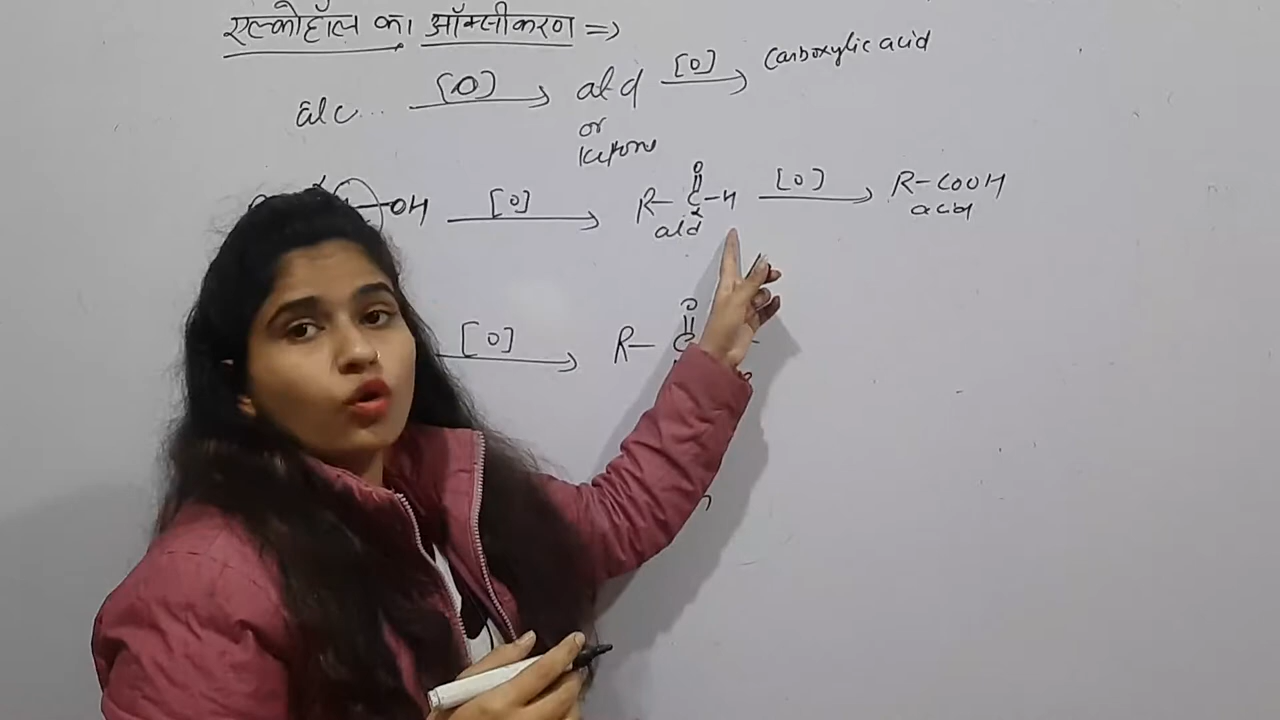 एल्कोहॉल का ऑक्सीकरण =>
alc... [O] → ald [O] → Carboxylic acid
or
Ketone
OH [O] → R-C-H [O] → R-COOH
O
ald acid
[O] → R- C
O